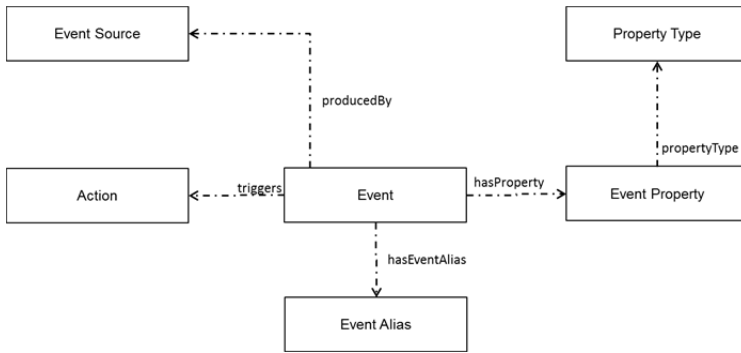 Event Source
Property Type
producedBy
propertyType
Action
triggers
Event
hasProperty
Event Property
hasEventAlias
Event Alias